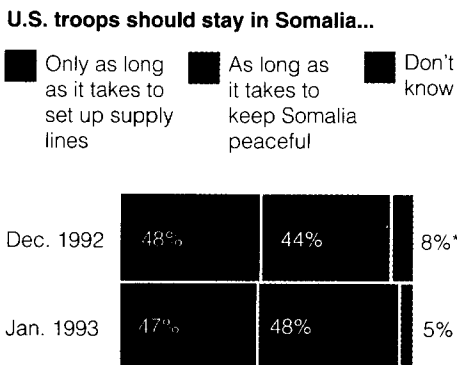 U.S. troops should stay in Somalia...
Only as long
as it takes to
set up supply
lines
As long as
it takes to
keep Somalia
peaceful
Don't
know
Dec. 1992 48% 44% 8%*
Jan. 1993 47% 48% 5%